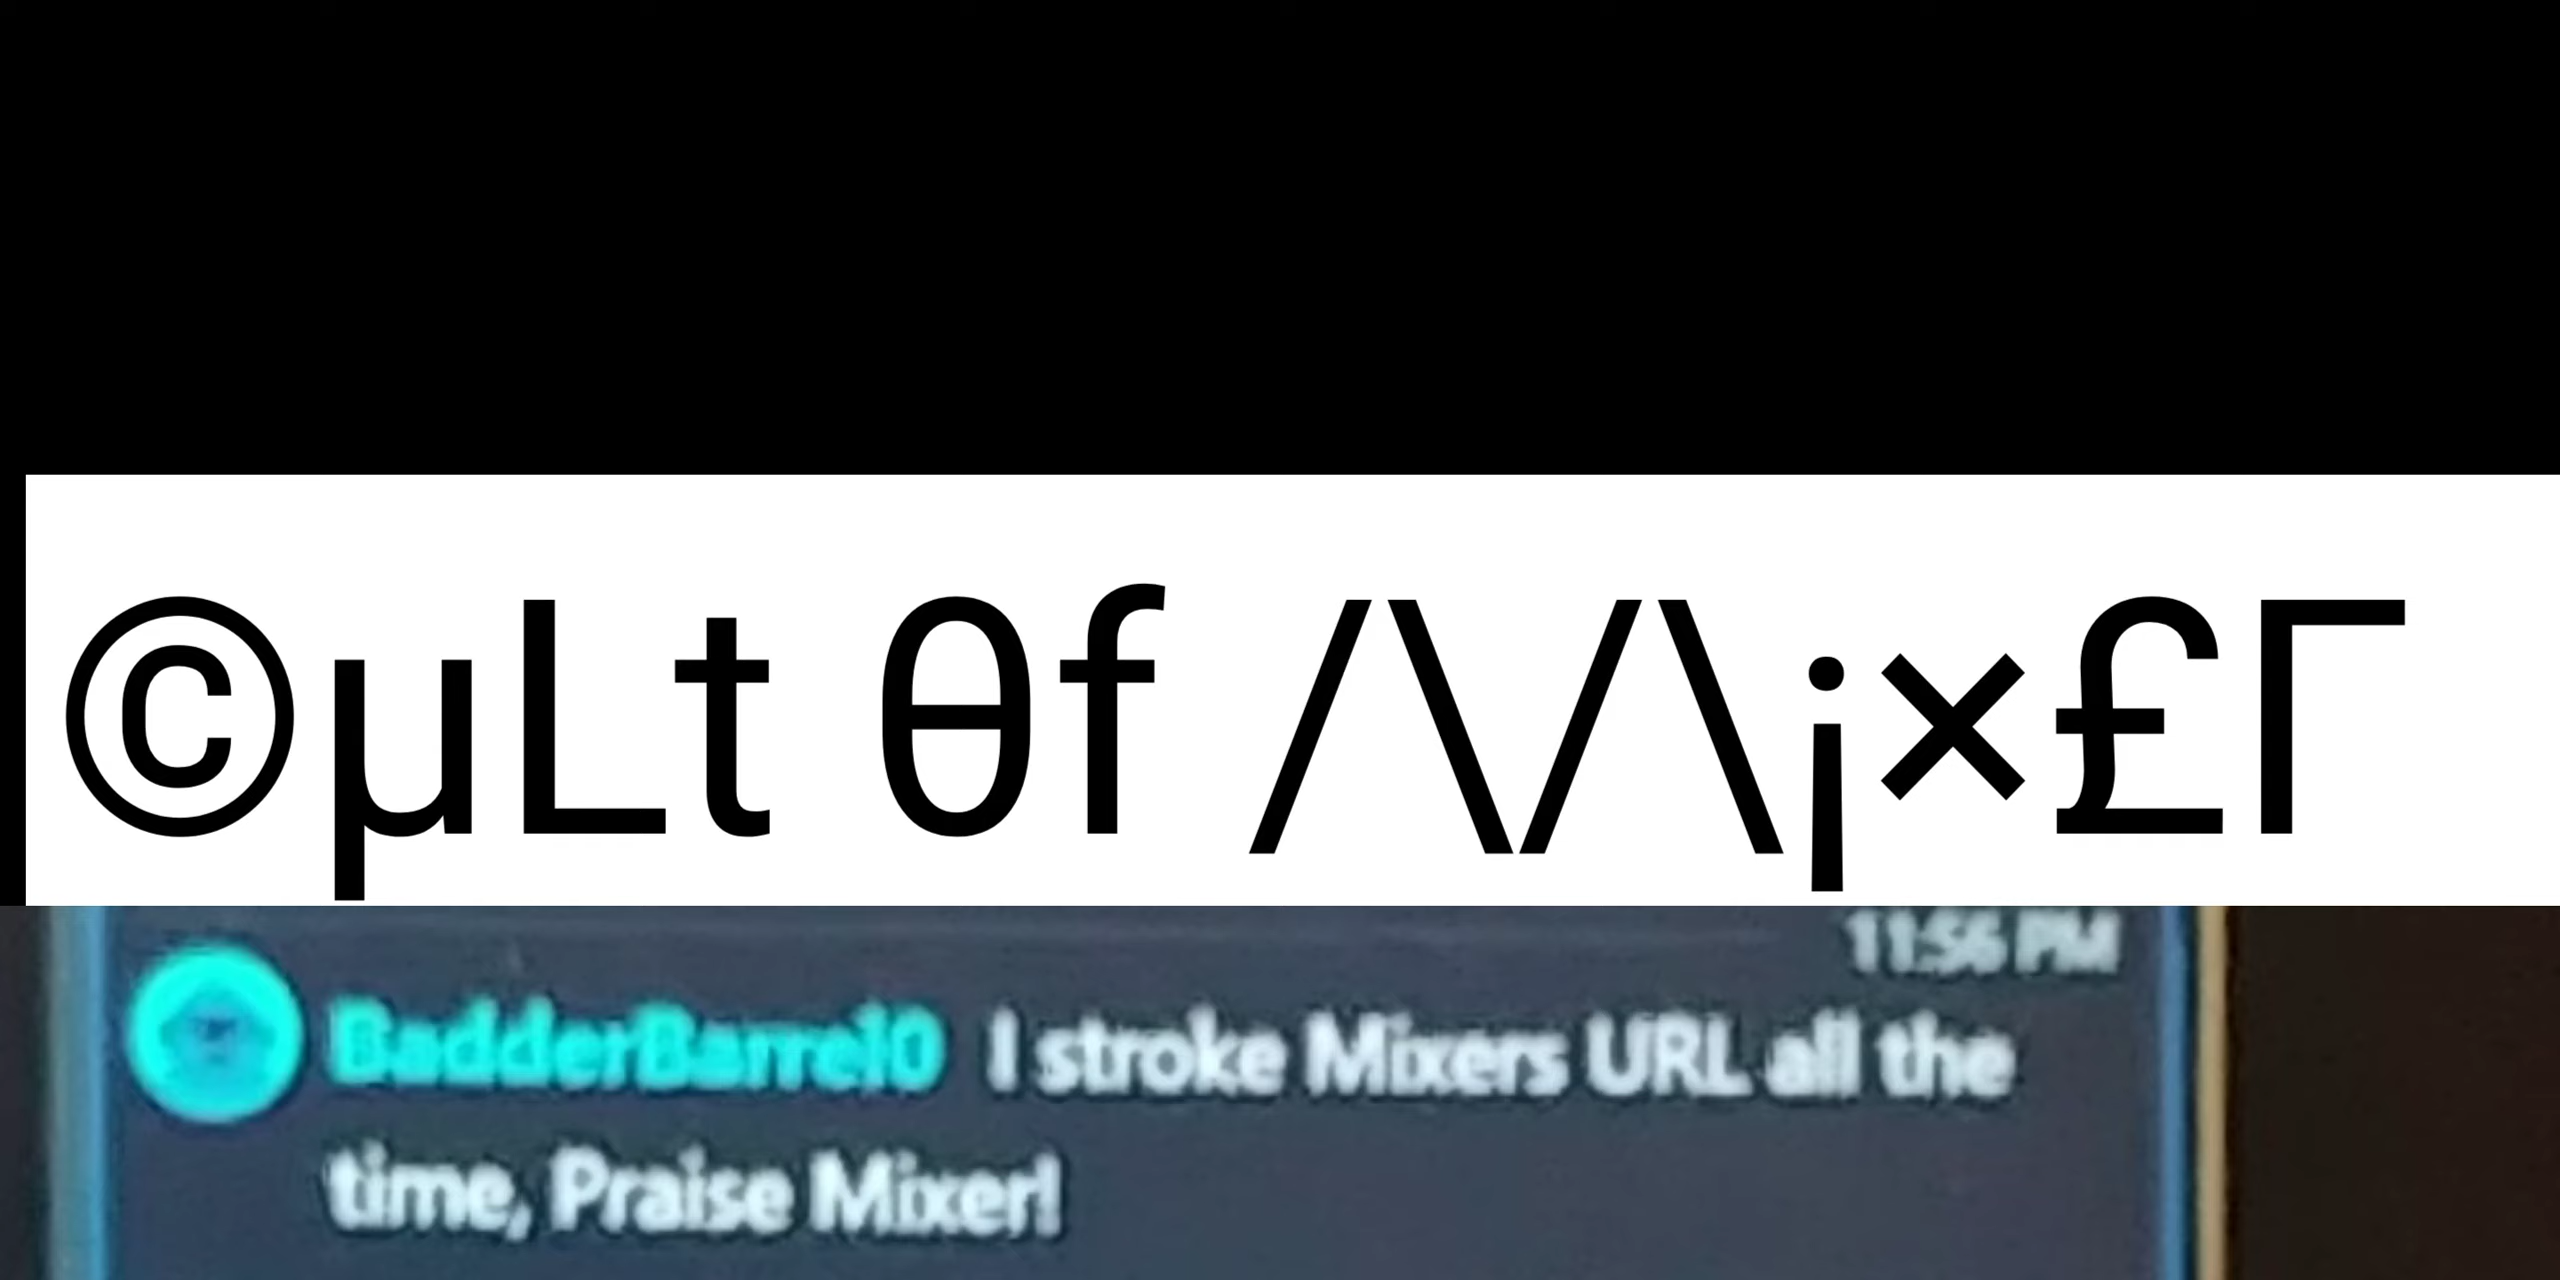 ©µLt θf /\/\¡×£Γ
11:56 PM
BadderBarrel0 I stroke Mixers URL all the
time, Praise Mixer!